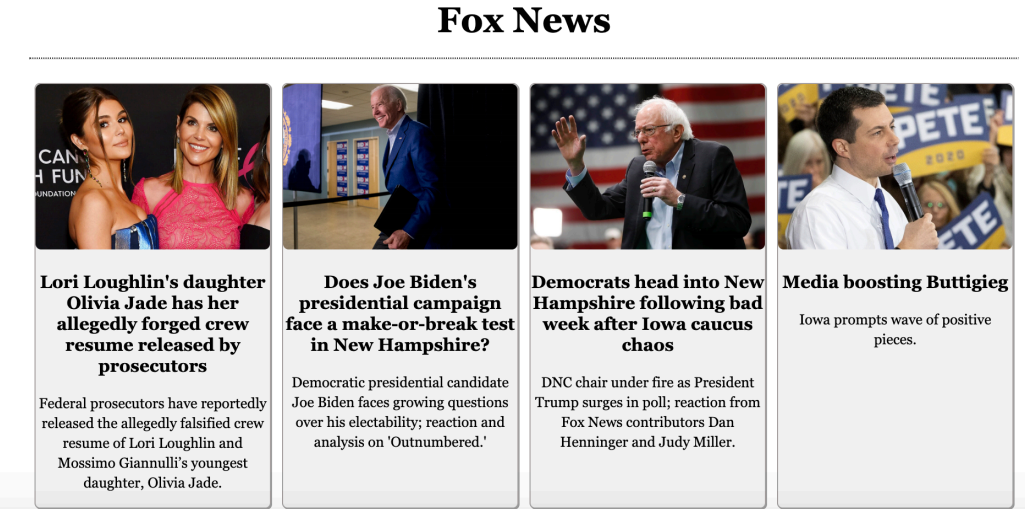 Fox News
CAN
H FUN
OUNDATION
PETE
2020
ETE
TE
Lori Loughlin's daughter
Olivia Jade has her
allegedly forged crew
resume released by
prosecutors
Federal prosecutors have reportedly
released the allegedly falsified crew
resume of Lori Loughlin and
Mossimo Giannulli's youngest
daughter, Olivia Jade.
Does Joe Biden's
presidential campaign
face a make-or-break test
in New Hampshire?
Democratic presidential candidate
Joe Biden faces growing questions
over his electability; reaction and
analysis on 'Outnumbered.'
Democrats head into New
Hampshire following bad
week after Iowa caucus
chaos
DNC chair under fire as President
Trump surges in poll; reaction from
Fox News contributors Dan
Henninger and Judy Miller.
Media boosting Buttigieg
Iowa prompts wave of positive
pieces.